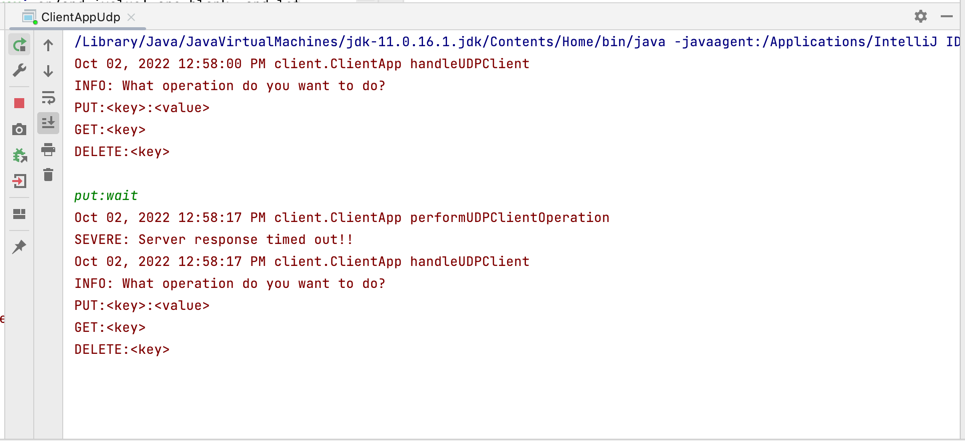 ClientAppUdp
/Library/Java/JavaVirtualMachines/jdk-11.0.16.1.jdk/Contents/Home/bin/java -javaagent:/Applications/IntelliJ ID
Oct 02, 2022 12:58:00 PM client.ClientApp handleUDPClient
INFO: What operation do you want to do?
PUT:<key>:<value>
GET:<key>
DELETE:<key>
put:wait
Oct 02, 2022 12:58:17 PM client.ClientApp performUDPClientOperation
SEVERE: Server response timed out!!
Oct 02, 2022 12:58:17 PM client.ClientApp handleUDPClient
INFO: What operation do you want to do?
PUT:<key>:<value>
GET:<key>
DELETE:<key>